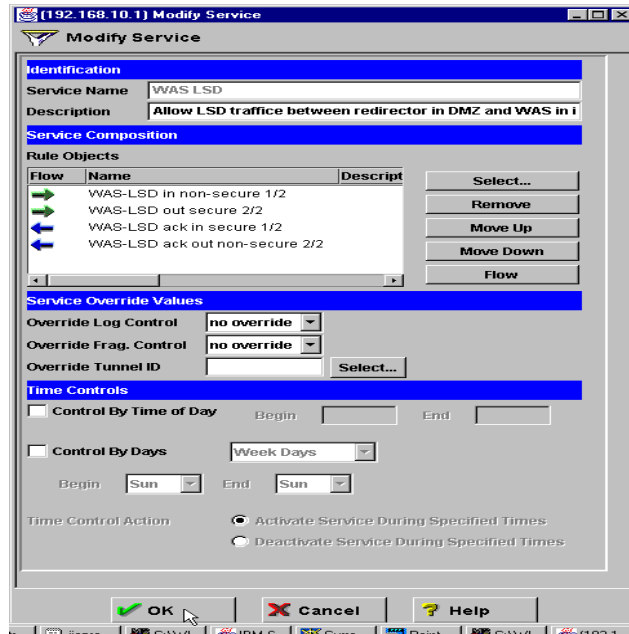 (192.168.10.1) Modify Service
Modify Service
Identification
Service Name WAS LSD
Description Allow LSD traffice between redirector in DMZ and WAS in i
Service Composition
Rule Objects
Flow Name Descript
WAS-LSD in non-secure 1/2
WAS-LSD out secure 2/2
WAS-LSD ack in secure 1/2
WAS-LSD ack out non-secure 2/2
Select...
Remove
Move Up
Move Down
Flow
Service Override Values
Override Log Control no override
Override Frag. Control no override
Override Tunnel ID Select...
Time Controls
Control By Time of Day Begin End
Control By Days Week Days
Begin Sun End Sun
Time Control Action Activate Service During Specified Times
Deactivate Service During Specified Times
OK Cancel Help